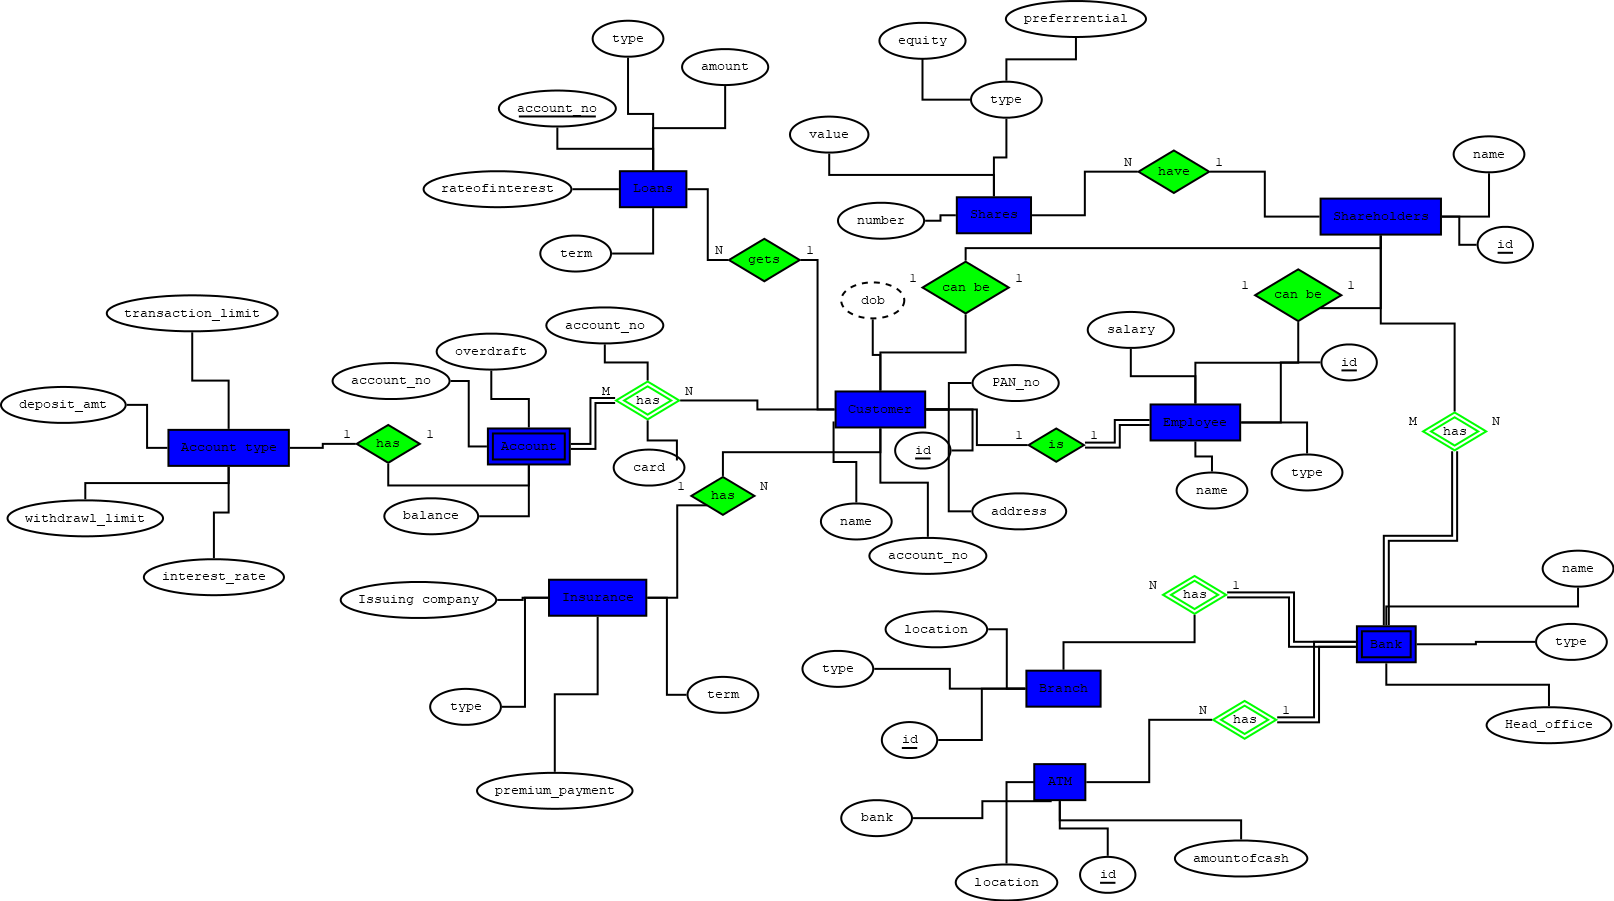 preferrential
type
equity
amount
type
account_no
value
name
N
have
1
rateofinterest
Loans
Shares
number
Shareholders
id
term
N
gets
1
1
can be
1
1
can be
1
dob
transaction_limit
account_no
salary
overdraft
id
account_no
PAN_no
M
has
N
deposit_amt
Customer
M
has
N
Employee
1
has
1
Account type
Account
1
is
1
id
card
type
1
has
N
name
withdrawl_limit
balance
address
name
account_no
name
interest_rate
N
has
1
Issuing company
Insurance
location
type
Bank
type
Branch
term
type
N
has
1
Head_office
id
ATM
premium_payment
bank
amountofcash
id
location